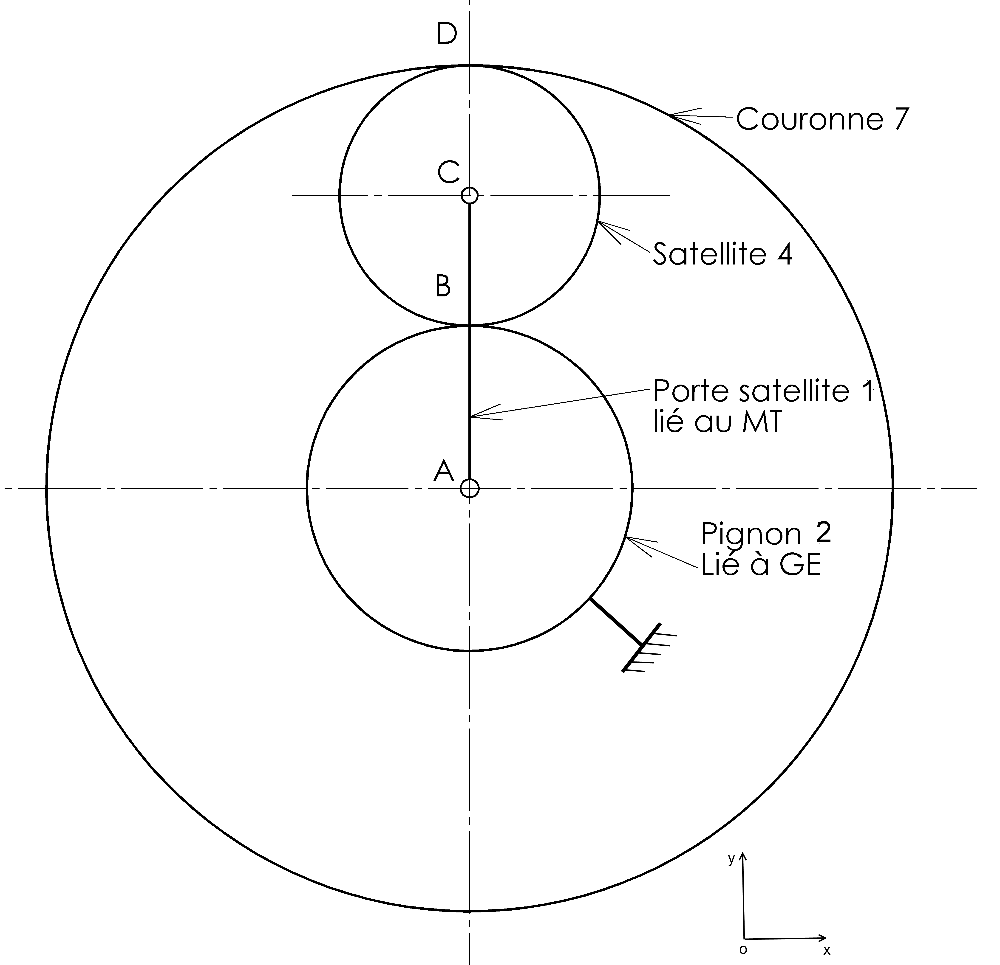 D
Couronne 7
C
Satellite 4
B
Porte satellite 1
lié au MT
A
Pignon 2
Lié à GE
y
o
x